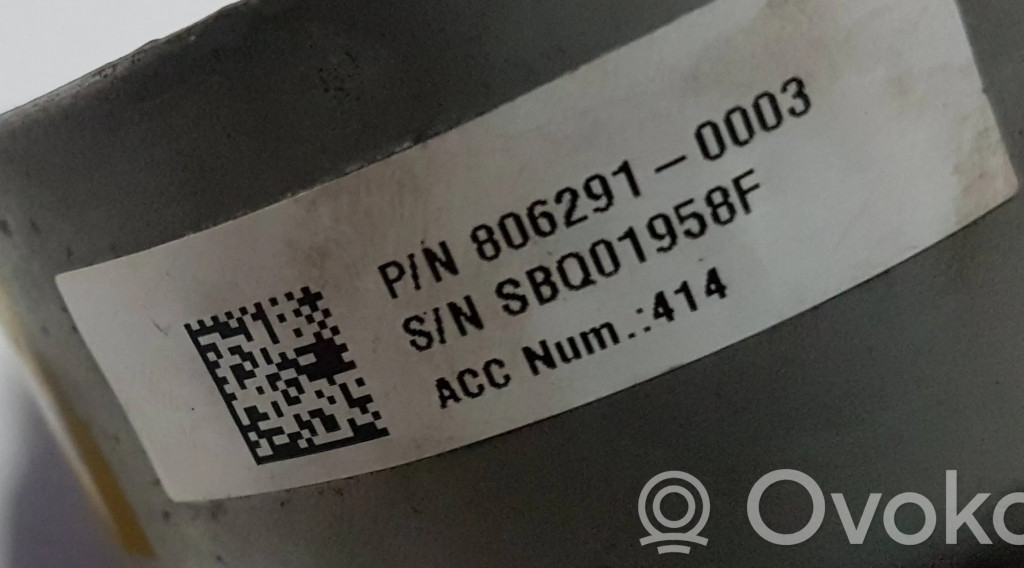 P/N 806291-0003
S/N SBQ01958F
ACC Num.:414
Ovoko